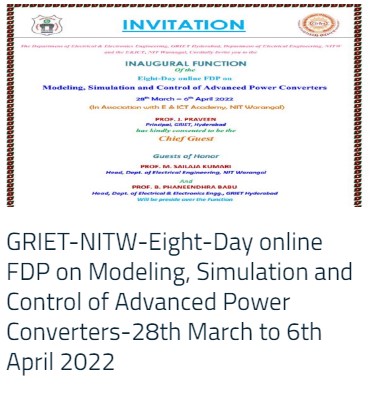 INVITATION
The Department of Electrical & Electronics Engineering, GRIET Hyderabad, Department of Electrical Engineering, NITW
and the E&ICT, NIT Warangal, Cordially invite you to the
INAUGURAL FUNCTION
Of the
Eight-Day online FDP on
Modeling, Simulation and Control of Advanced Power Converters
28th March – 6th April 2022
(In Association with E & ICT Academy, NIT Warangal)
PROF. J. PRAVEEN
Principal, GRIET, Hyderabad
has kindly consented to be the
Chief Guest
Guests of Honor
PROF. M. SAILAJA KUMARI
Head, Dept. of Electrical Engineering, NIT Warangal
And
PROF. B. PHANEENDHRA BABU
Head, Dept. of Electrical & Electronics Engg., GRIET Hyderabad
Will be preside over the Function
GRIET-NITW-Eight-Day online
FDP on Modeling, Simulation and
Control of Advanced Power
Converters-28th March to 6th
April 2022